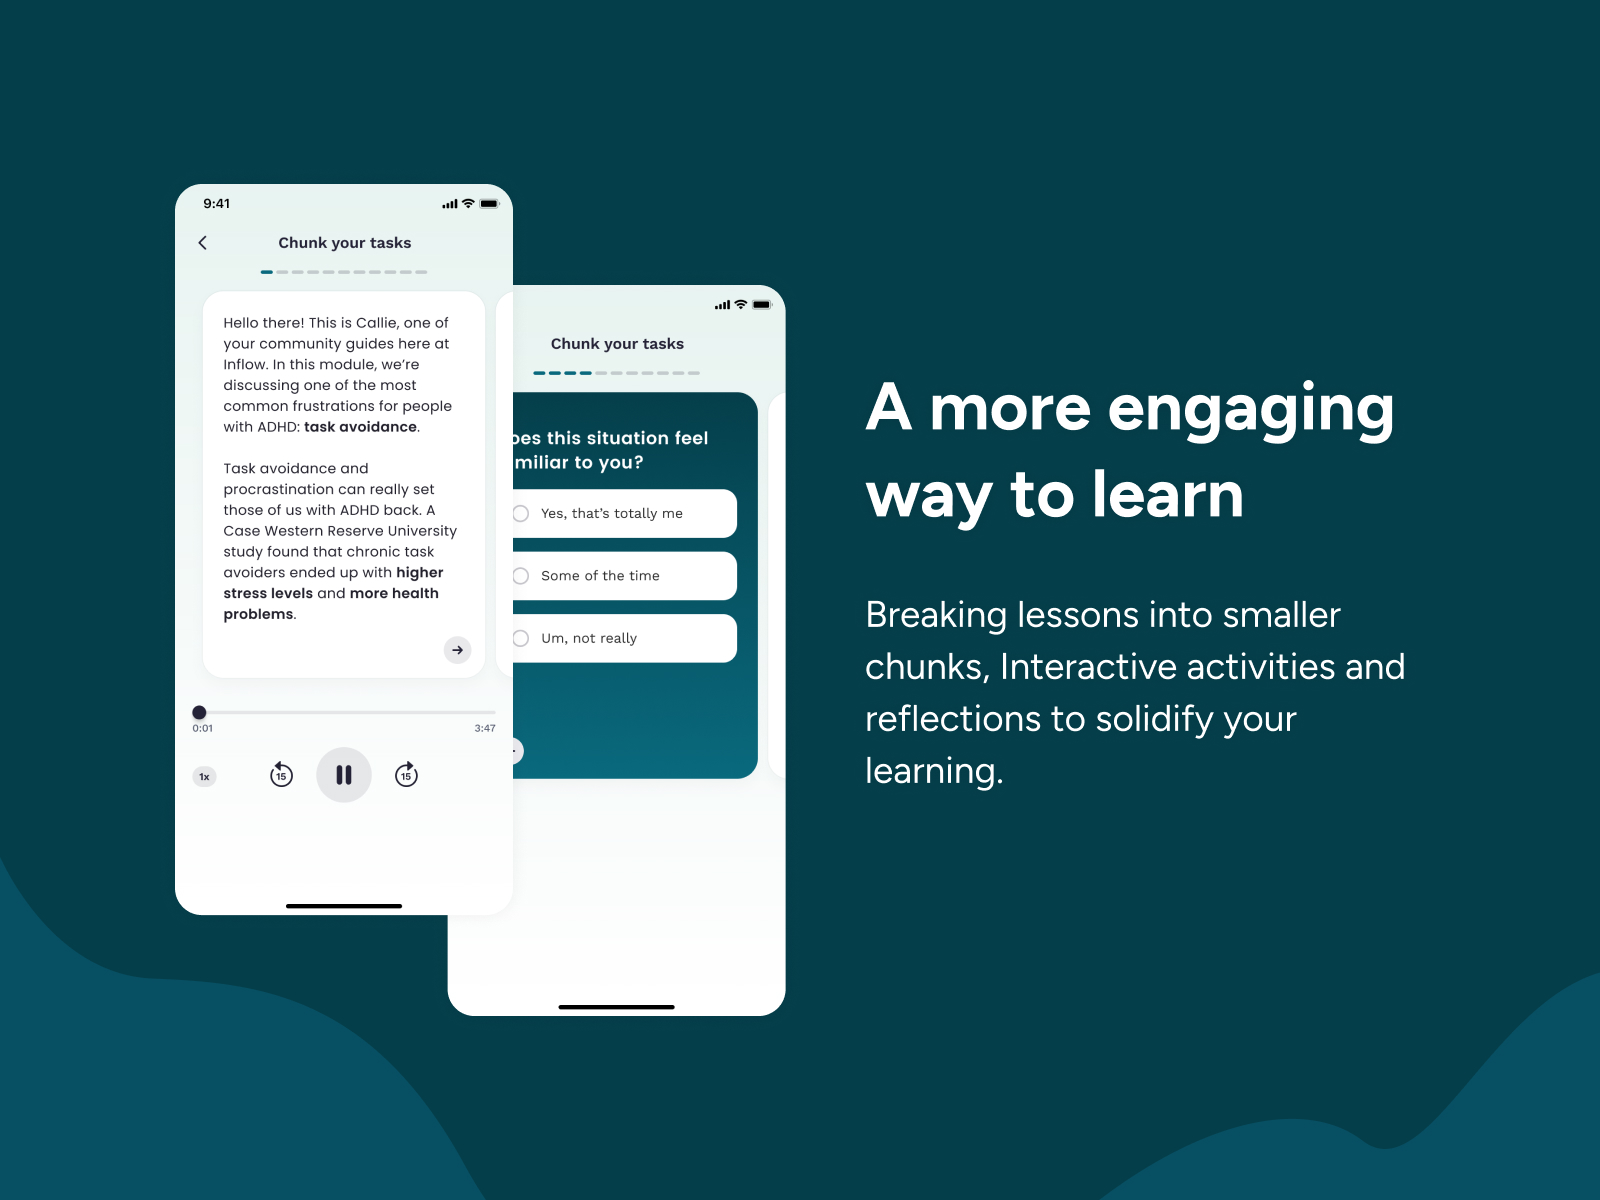 9:41
Chunk your tasks
Hello there! This is Callie, one of
your community guides here at
Inflow. In this module, we’re
discussing one of the most
common frustrations for people
with ADHD: task avoidance.
Task avoidance and
procrastination can really set
those of us with ADHD back. A
Case Western Reserve University
study found that chronic task
avoiders ended up with higher
stress levels and more health
problems.
0:01
3:47
1x
15
15
Chunk your tasks
oes this situation feel
miliar to you?
Yes, that’s totally me
Some of the time
Um, not really
A more engaging
way to learn
Breaking lessons into smaller
chunks, Interactive activities and
reflections to solidify your
learning.